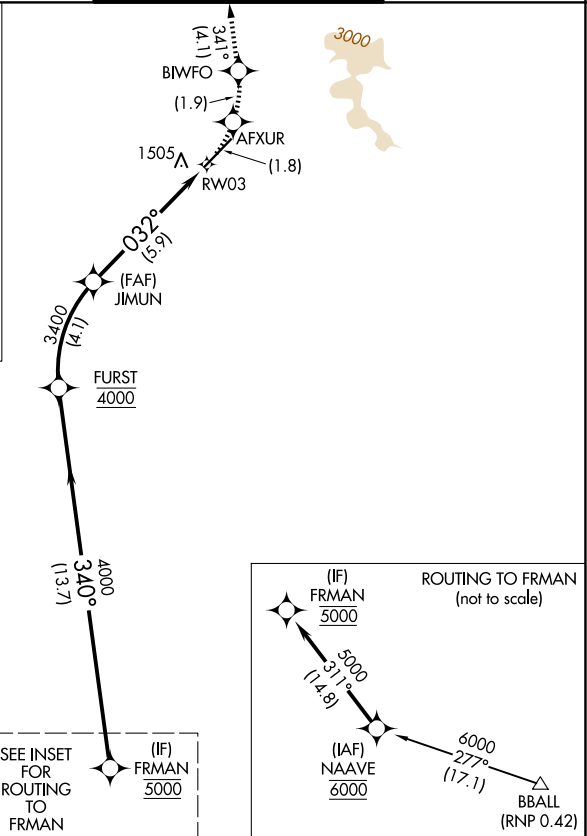 341°
(4.1)
3000
BIWFO
(1.9)
AFXUR
1505
(1.8)
RW03
032°
(5.9)
(FAF)
JIMUN
3400
(4.1)
FURST
4000
4000
340°
(13.7)
SEE INSET
FOR
ROUTING
TO
FRMAN
(IF)
FRMAN
5000
ROUTING TO FRMAN
(not to scale)
(IF)
FRMAN
5000
5000
311°
(14.8)
(IAF)
NAAVE
6000
6000
277°
(17.1)
BBALL
(RNP 0.42)